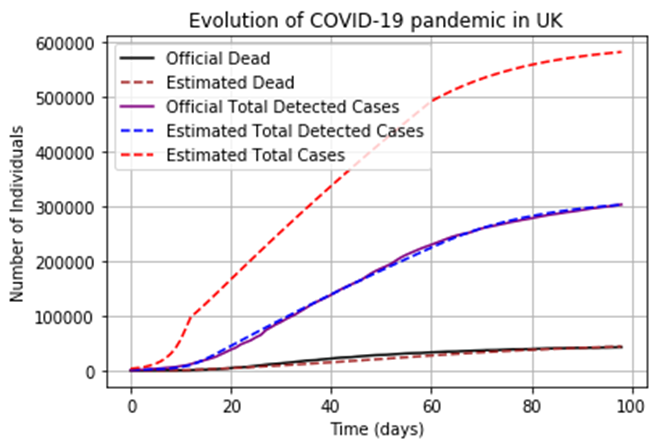 Evolution of COVID-19 pandemic in UK
600000
500000
400000
300000
200000
100000
0
Number of Individuals
Official Dead
Estimated Dead
Official Total Detected Cases
Estimated Total Detected Cases
Estimated Total Cases
0 20 40 60 80 100
Time (days)